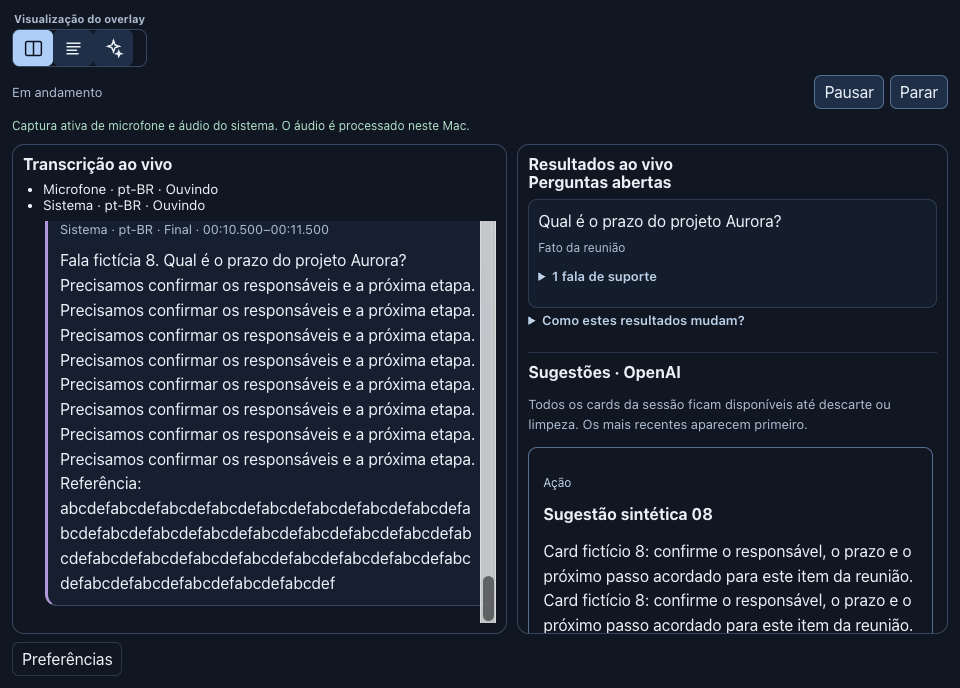 Visualização do overlay
Em andamento
Pausar
Parar
Captura ativa de microfone e áudio do sistema. O áudio é processado neste Mac.
Transcrição ao vivo
• Microfone · pt-BR · Ouvindo
• Sistema · pt-BR · Ouvindo
Sistema · pt-BR · Final · 00:10.500–00:11.500
Fala fictícia 8. Qual é o prazo do projeto Aurora?
Precisamos confirmar os responsáveis e a próxima etapa.
Precisamos confirmar os responsáveis e a próxima etapa.
Precisamos confirmar os responsáveis e a próxima etapa.
Precisamos confirmar os responsáveis e a próxima etapa.
Precisamos confirmar os responsáveis e a próxima etapa.
Precisamos confirmar os responsáveis e a próxima etapa.
Precisamos confirmar os responsáveis e a próxima etapa.
Precisamos confirmar os responsáveis e a próxima etapa.
Referência:
abcdefabcdefabcdefabcdefabcdefabcdefabcdefabcdefabcdefa
bcdefabcdefabcdefabcdefabcdefabcdefabcdefabcdefabcdefab
cdefabcdefabcdefabcdefabcdefabcdefabcdefabcdefabcdefabc
defabcdefabcdefabcdefabcdefabcdefabcdef
Resultados ao vivo
Perguntas abertas
Qual é o prazo do projeto Aurora?
Fato da reunião
1 fala de suporte
Como estes resultados mudam?
Sugestões · OpenAI
Todos os cards da sessão ficam disponíveis até descarte ou
limpeza. Os mais recentes aparecem primeiro.
Ação
Sugestão sintética 08
Card fictício 8: confirme o responsável, o prazo e o
próximo passo acordado para este item da reunião.
Card fictício 8: confirme o responsável, o prazo e o
próximo passo acordado para este item da reunião.
Preferências